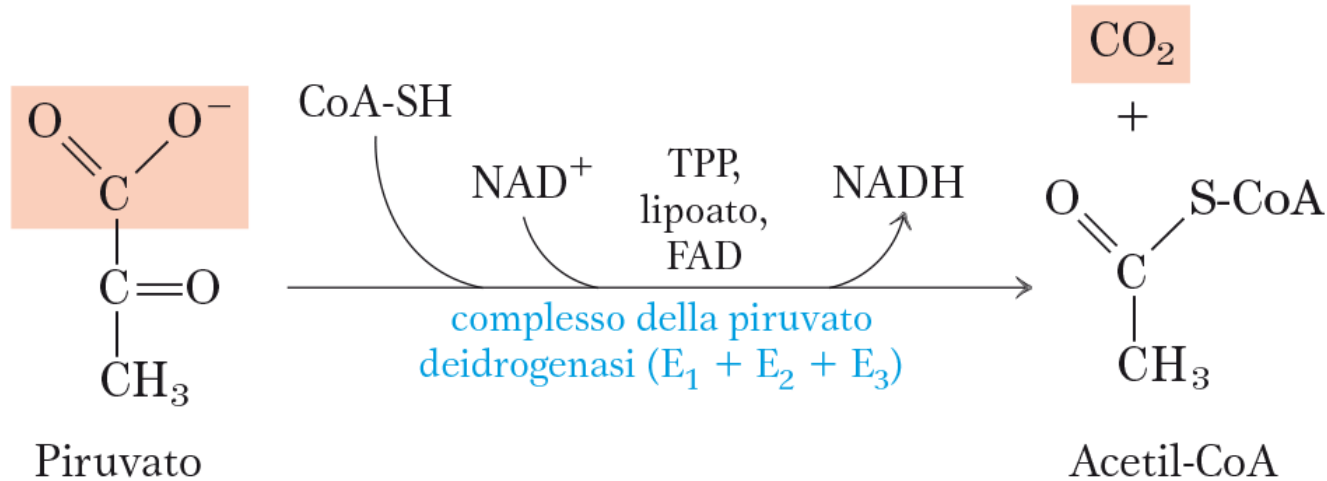 O O⁻
C
C=O
CH₃
Piruvato
CoA-SH
NAD⁺
TPP,
lipoato,
FAD
NADH
complesso della piruvato
deidrogenasi (E₁ + E₂ + E₃)
CO₂
+
O S-CoA
C
CH₃
Acetil-CoA